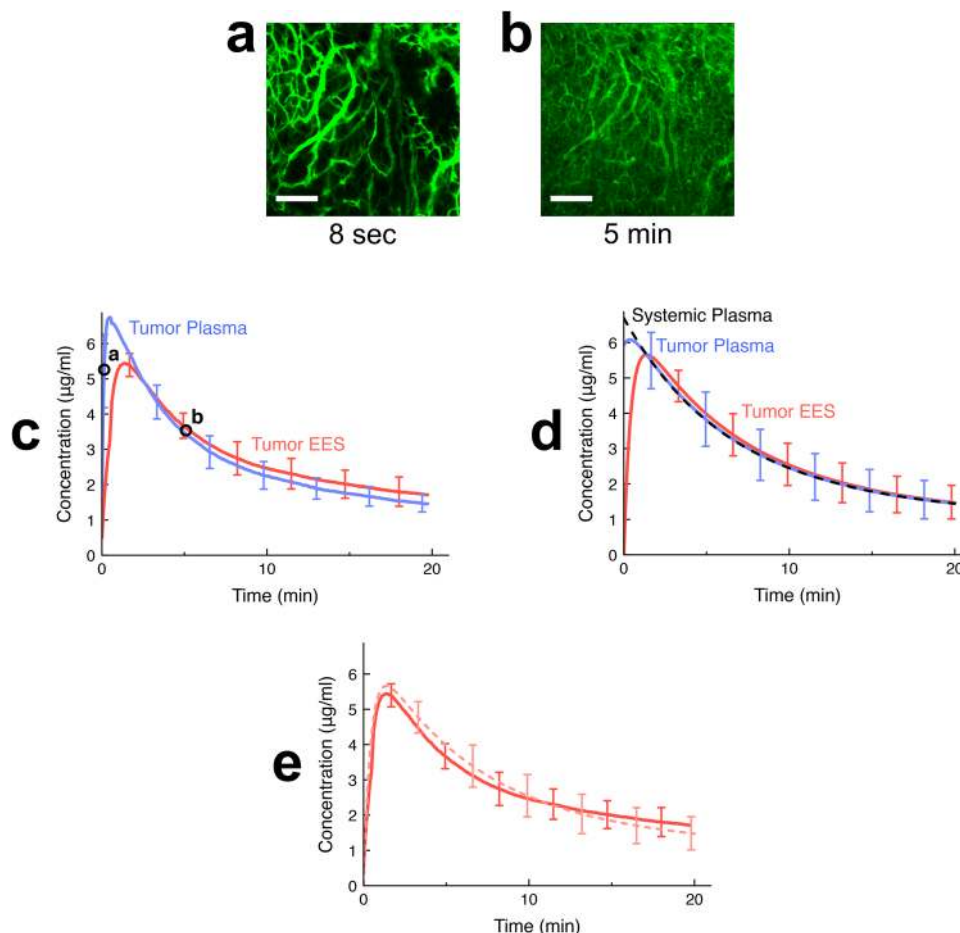 a
b
8 sec
5 min
c
Concentration (µg/ml)
6
5
4
3
2
1
0
Tumor Plasma
a
b
Tumor EES
0
10
20
Time (min)
d
Concentration (µg/ml)
6
5
4
3
2
1
0
Systemic Plasma
Tumor Plasma
Tumor EES
0
10
20
Time (min)
e
Concentration (µg/ml)
6
5
4
3
2
1
0
0
10
20
Time (min)